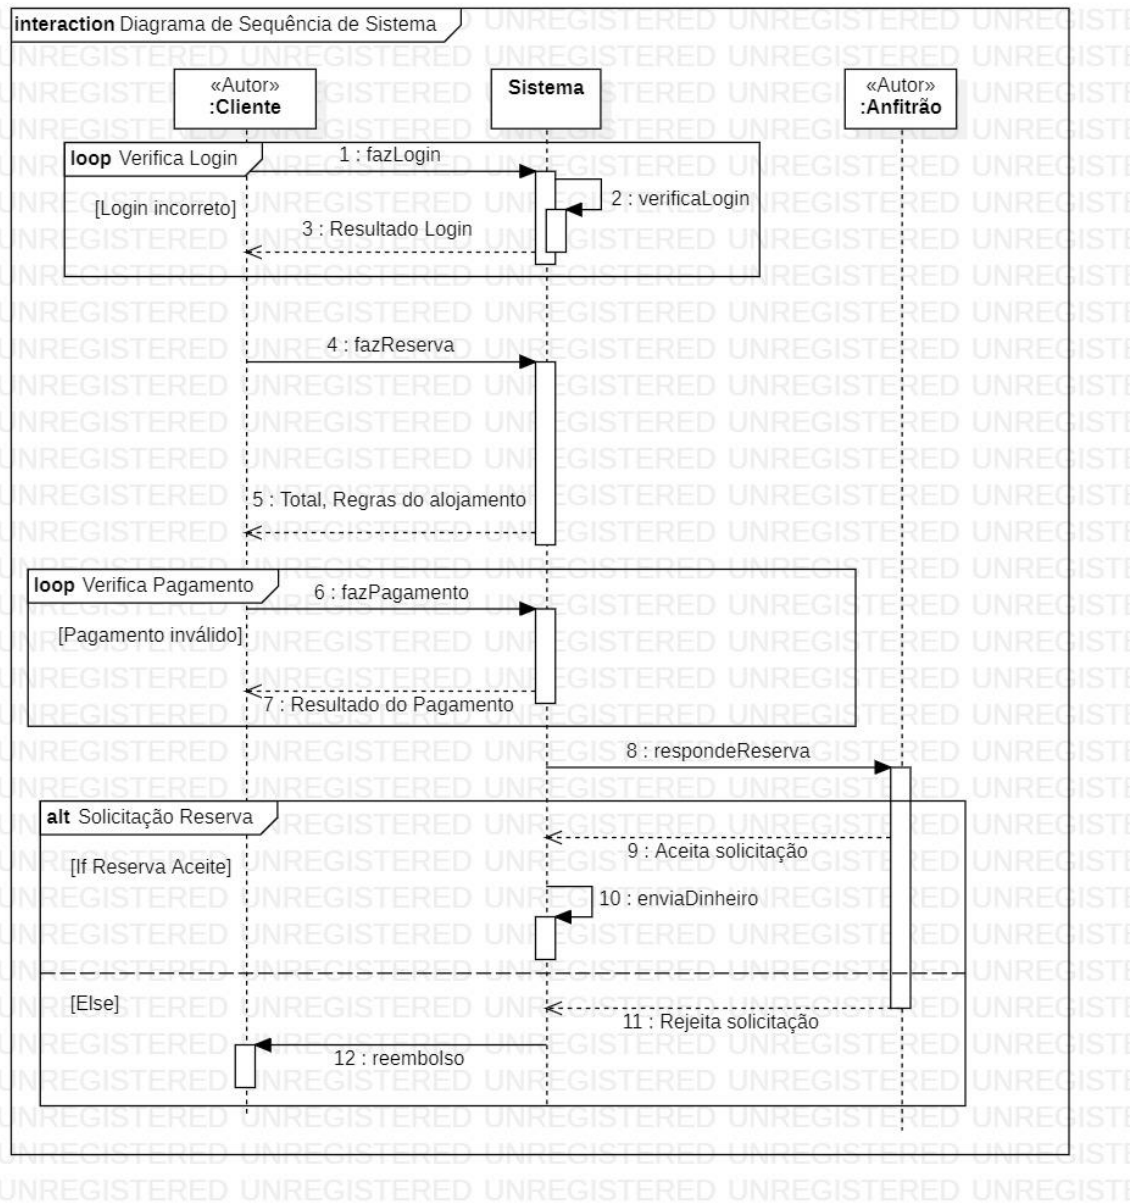 interaction Diagrama de Sequência de Sistema
«Autor»
:Cliente
Sistema
«Autor»
:Anfitrão
loop Verifica Login
1 : fazLogin
[Login incorreto]
2 : verificaLogin
3 : Resultado Login
4 : fazReserva
5 : Total, Regras do alojamento
loop Verifica Pagamento
6 : fazPagamento
[Pagamento inválido]
7 : Resultado do Pagamento
8 : respondeReserva
alt Solicitação Reserva
9 : Aceita solicitação
[If Reserva Aceite]
10 : enviaDinheiro
[Else]
11 : Rejeita solicitação
12 : reembolso
UNREGISTERED